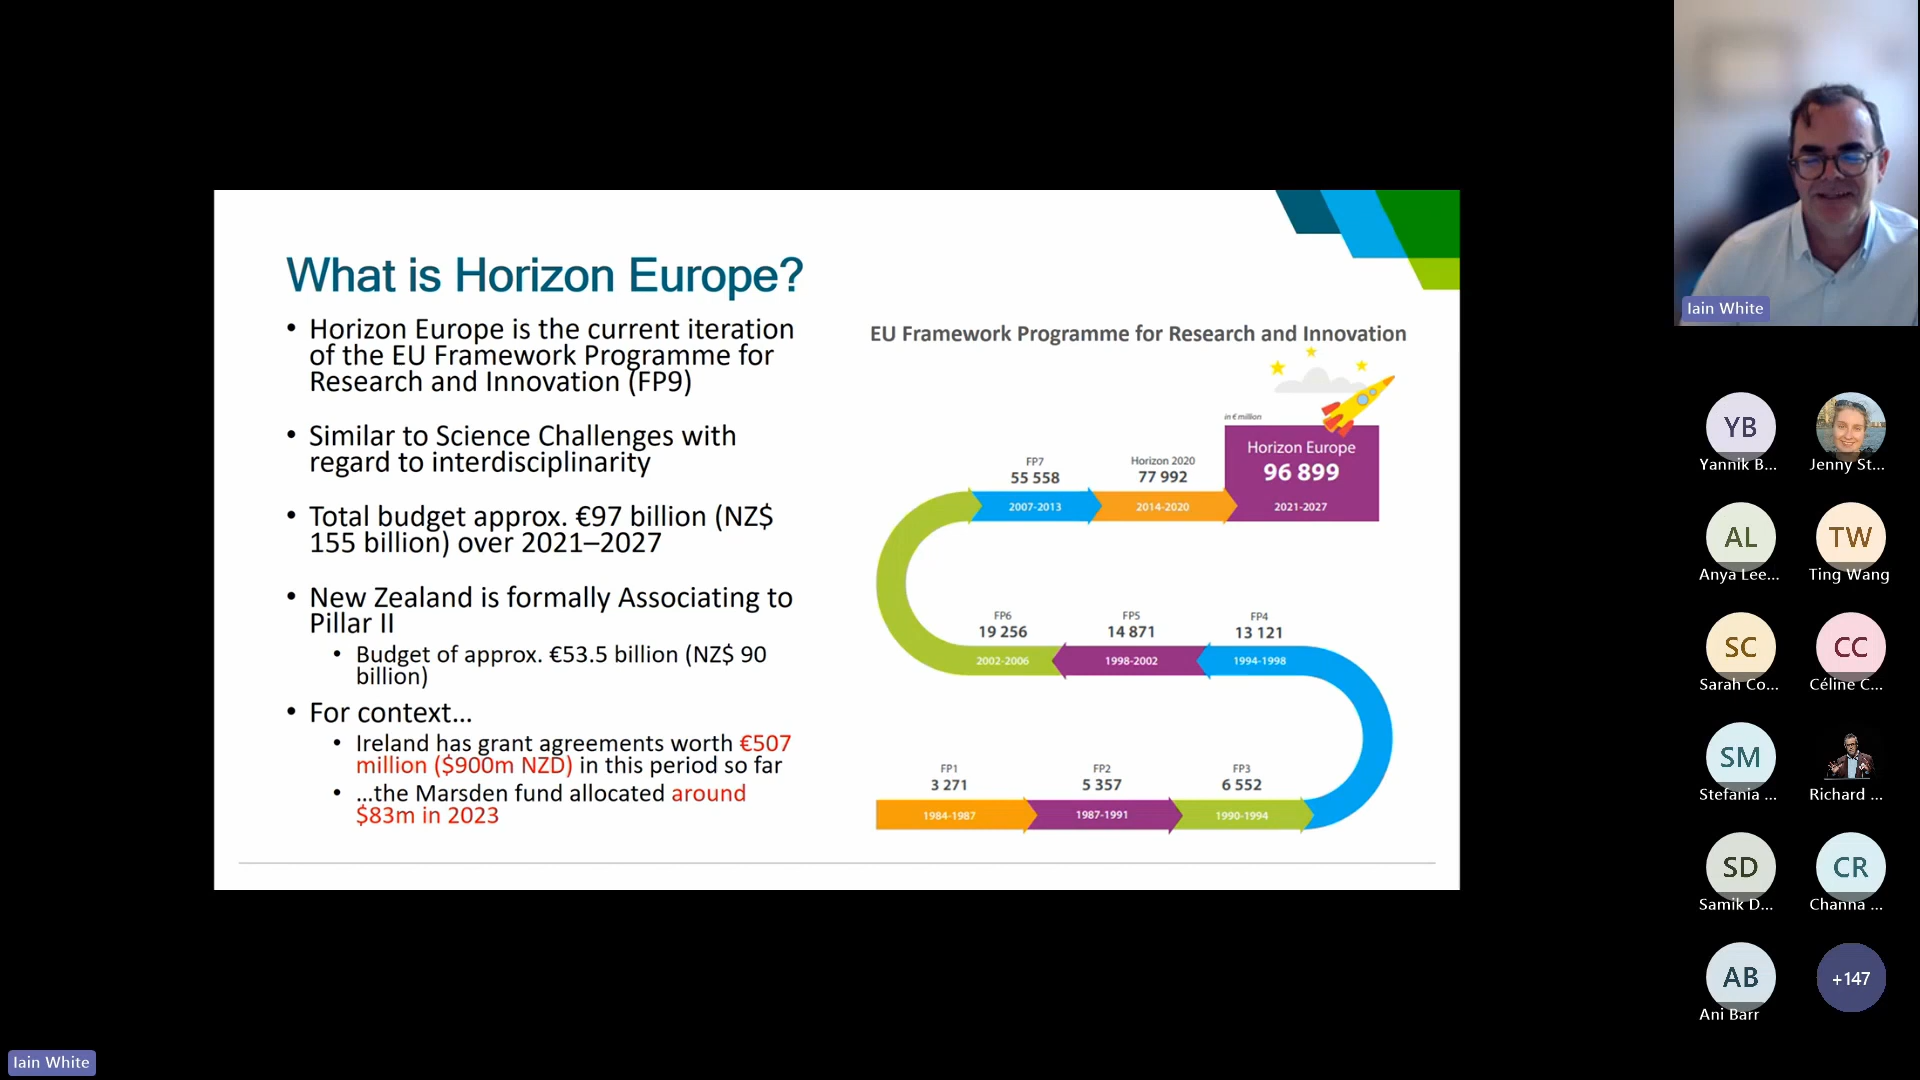 What is Horizon Europe?
• Horizon Europe is the current iteration
of the EU Framework Programme for
Research and Innovation (FP9)
• Similar to Science Challenges with
regard to interdisciplinarity
• Total budget approx. €97 billion (NZ$
155 billion) over 2021–2027
• New Zealand is formally Associating to
Pillar II
• Budget of approx. €53.5 billion (NZ$ 90
billion)
• For context...
• Ireland has grant agreements worth €507
million ($900m NZD) in this period so far
• ...the Marsden fund allocated around
$83m in 2023
EU Framework Programme for Research and Innovation
in € million
Horizon Europe
96 899
2021-2027
FP7
55 558
2007-2013
Horizon 2020
77 992
2014-2020
FP6
19 256
2002-2006
FP5
14 871
1998-2002
FP4
13 121
1994-1998
FP1
3 271
1984-1987
FP2
5 357
1987-1991
FP3
6 552
1990-1994
Iain White
YB
Yannik B...
Jenny St...
AL
Anya Lee...
TW
Ting Wang
SC
Sarah Co...
CC
Céline C...
SM
Stefania ...
Richard ...
SD
Samik D...
CR
Channa ...
AB
Ani Barr
+147
Iain White